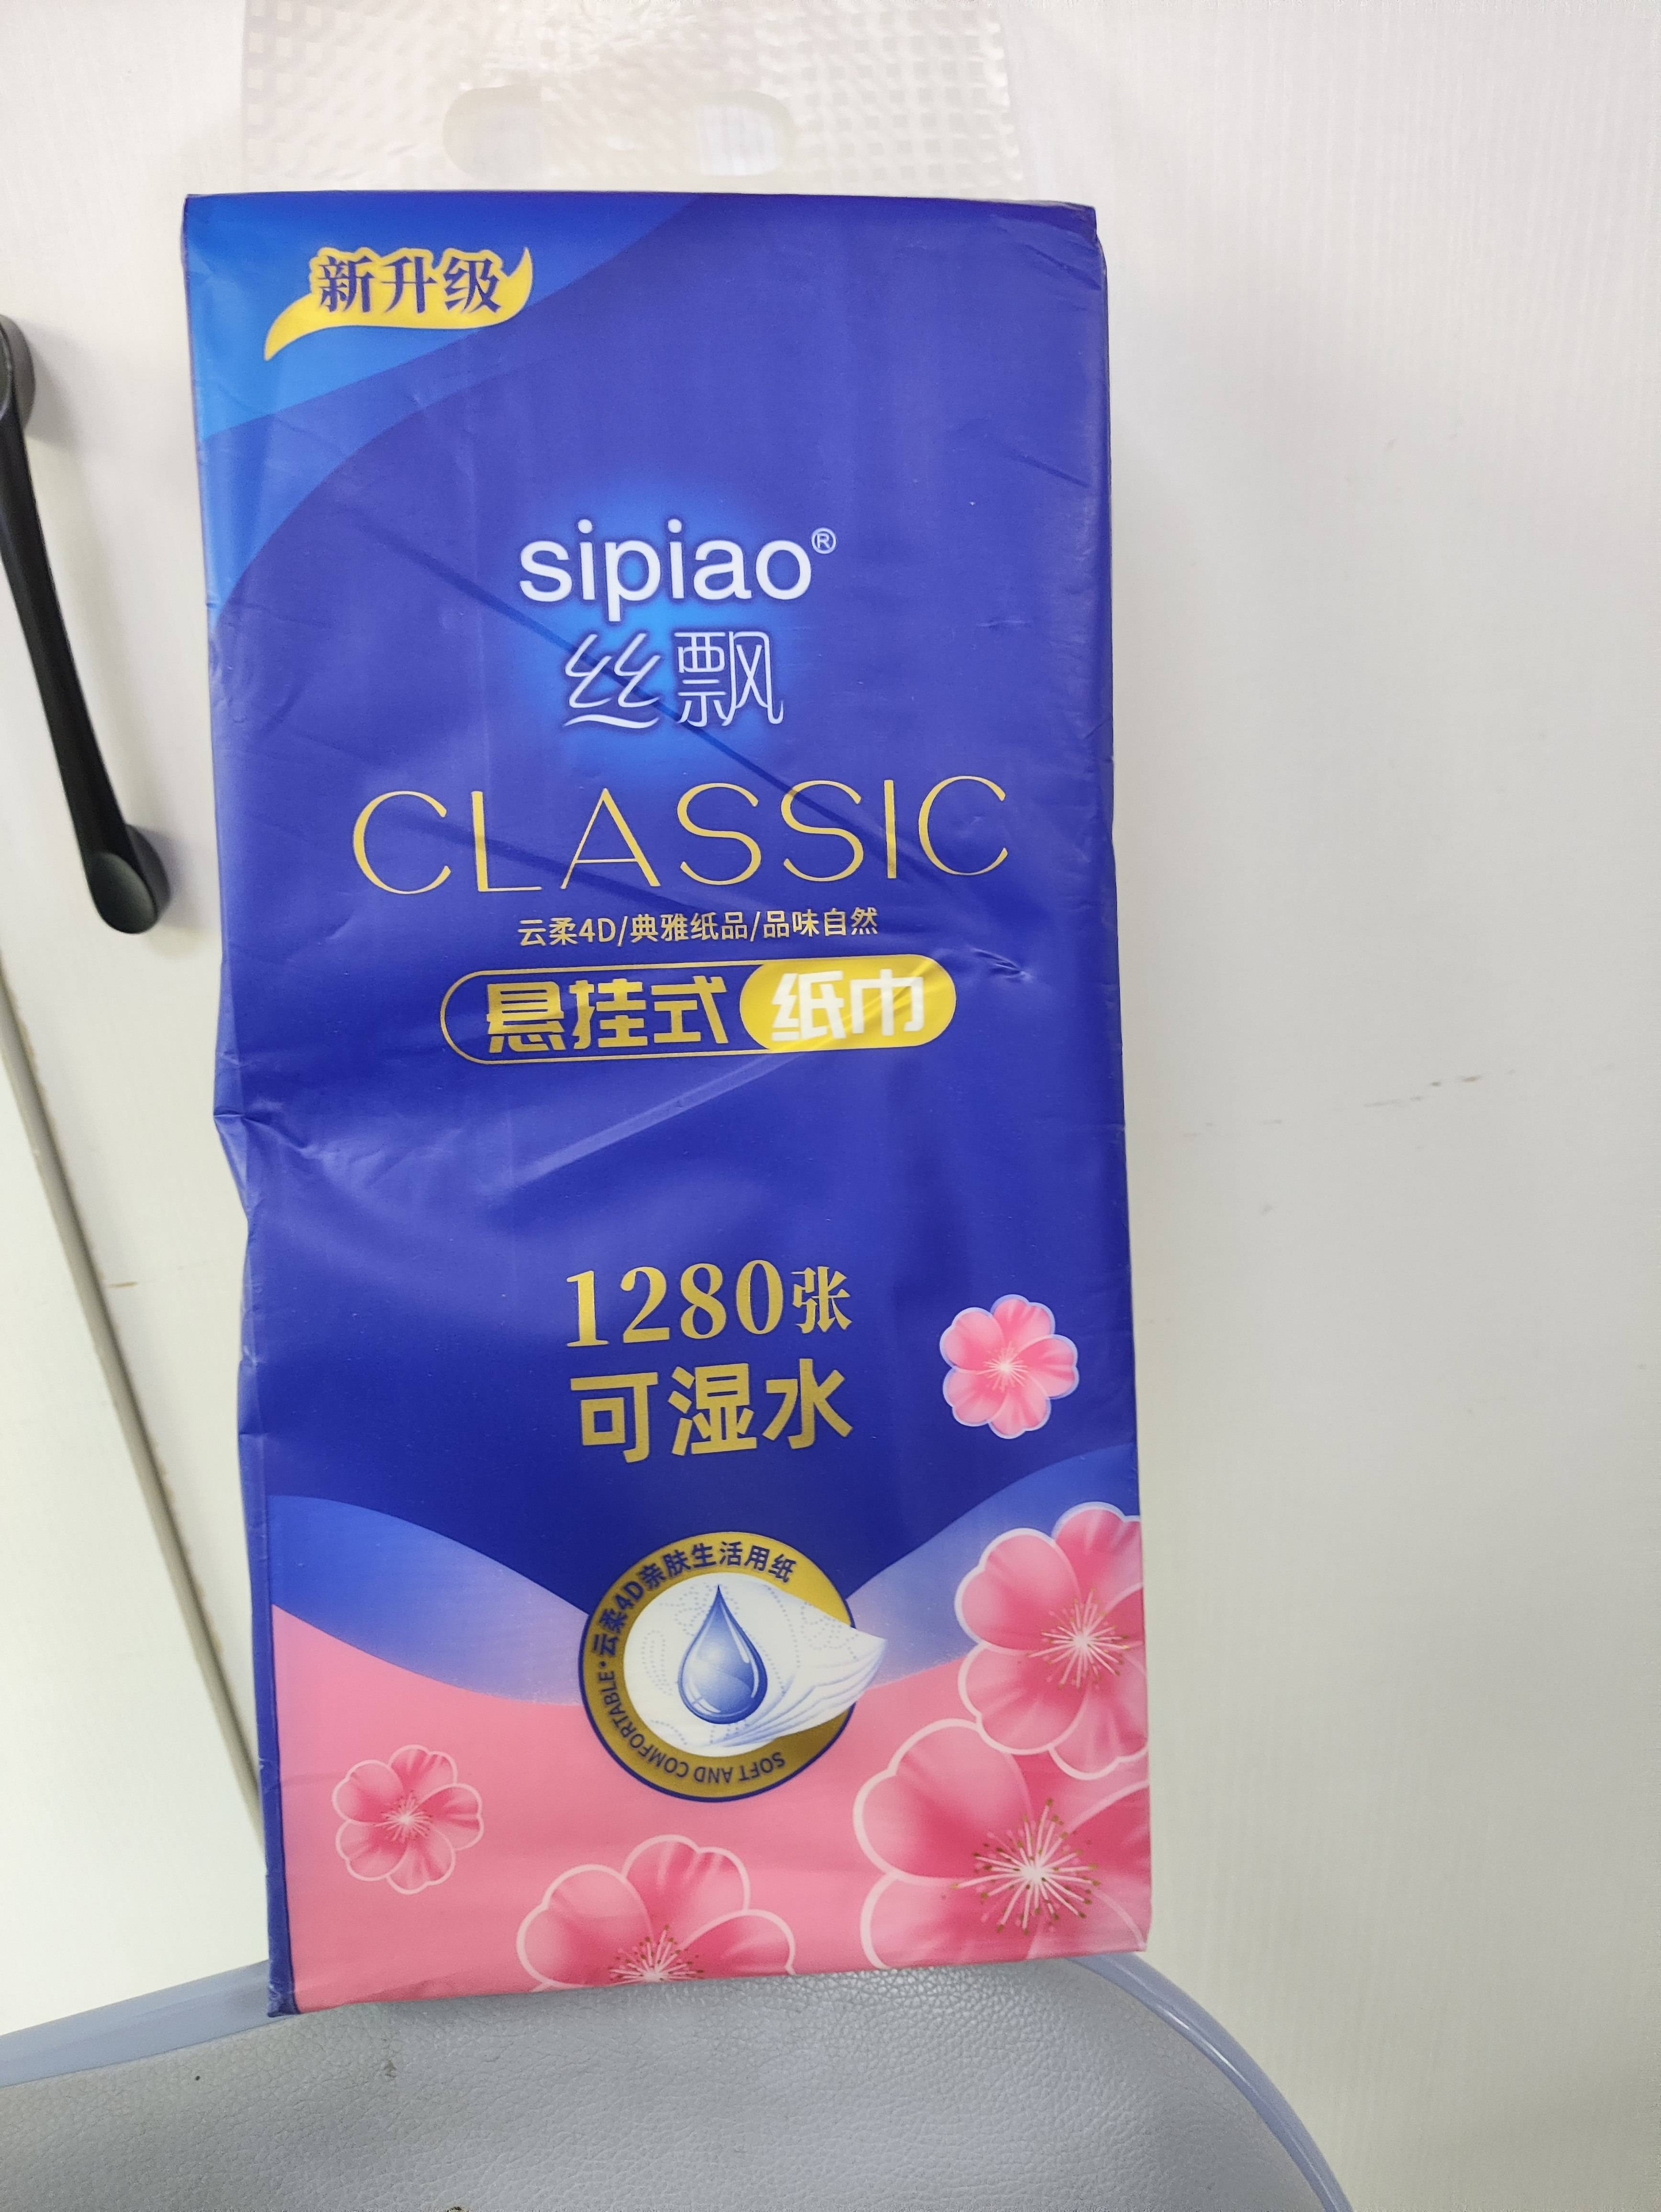 新升级
sipiao®
丝飘
CLASSIC
云柔4D/典雅纸品/品味自然
悬挂式 纸巾
1280张
可湿水
云柔4D亲肤生活用纸
SOFT AND COMFORTABLE